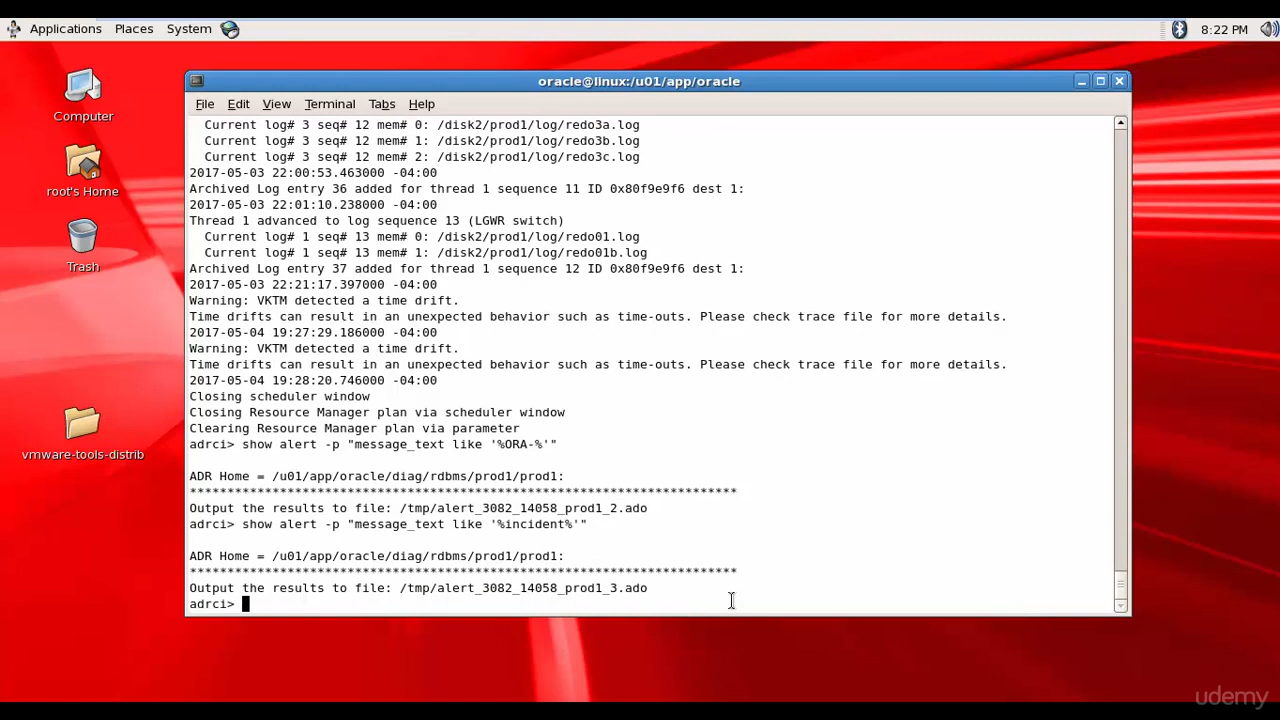 Applications Places System
8:22 PM
Computer
root's Home
Trash
vmware-tools-distrib
oracle@linux:/u01/app/oracle
File Edit View Terminal Tabs Help
Current log# 3 seq# 12 mem# 0: /disk2/prod1/log/redo3a.log
Current log# 3 seq# 12 mem# 1: /disk2/prod1/log/redo3b.log
Current log# 3 seq# 12 mem# 2: /disk2/prod1/log/redo3c.log
2017-05-03 22:00:53.463000 -04:00
Archived Log entry 36 added for thread 1 sequence 11 ID 0x80f9e9f6 dest 1:
2017-05-03 22:01:10.238000 -04:00
Thread 1 advanced to log sequence 13 (LGWR switch)
Current log# 1 seq# 13 mem# 0: /disk2/prod1/log/redo01.log
Current log# 1 seq# 13 mem# 1: /disk2/prod1/log/redo01b.log
Archived Log entry 37 added for thread 1 sequence 12 ID 0x80f9e9f6 dest 1:
2017-05-03 22:21:17.397000 -04:00
Warning: VKTM detected a time drift.
Time drifts can result in an unexpected behavior such as time-outs. Please check trace file for more details.
2017-05-04 19:27:29.186000 -04:00
Warning: VKTM detected a time drift.
Time drifts can result in an unexpected behavior such as time-outs. Please check trace file for more details.
2017-05-04 19:28:20.746000 -04:00
Closing scheduler window
Closing Resource Manager plan via scheduler window
Clearing Resource Manager plan via parameter
adrci> show alert -p "message_text like '%ORA-%'"
ADR Home = /u01/app/oracle/diag/rdbms/prod1/prod1:
*************************************************************************
Output the results to file: /tmp/alert_3082_14058_prod1_2.ado
adrci> show alert -p "message_text like '%incident%'"
ADR Home = /u01/app/oracle/diag/rdbms/prod1/prod1:
*************************************************************************
Output the results to file: /tmp/alert_3082_14058_prod1_3.ado
adrci>
udemy